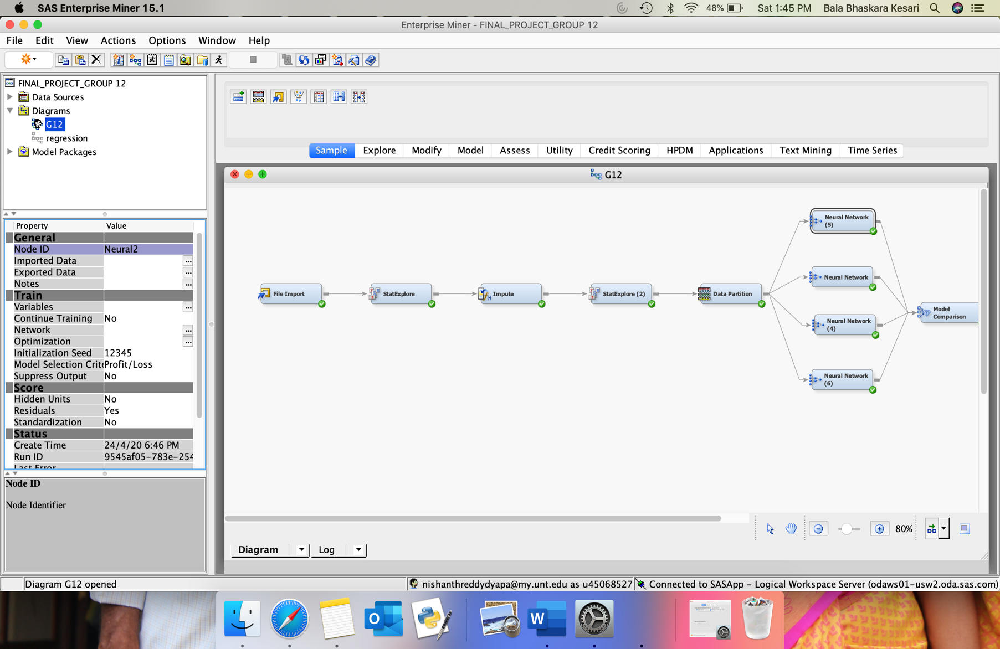 SAS Enterprise Miner 15.1
48%
Sat 1:45 PM
Bala Bhaskara Kesari
Enterprise Miner - FINAL_PROJECT_GROUP 12
File Edit View Actions Options Window Help
FINAL_PROJECT_GROUP 12
Data Sources
Diagrams
G12
regression
Model Packages
Sample Explore Modify Model Assess Utility Credit Scoring HPDM Applications Text Mining Time Series
G12
Property Value
General
Node ID Neural2
Imported Data ...
Exported Data ...
Notes ...
Train
Variables ...
Continue Training No
Network ...
Optimization ...
Initialization Seed 12345
Model Selection Crite Profit/Loss
Suppress Output No
Score
Hidden Units No
Residuals Yes
Standardization No
Status
Create Time 24/4/20 6:46 PM
Run ID 9545af05-783e-254
Last Error
Node ID
Node Identifier
File Import
StatExplore
Impute
StatExplore (2)
Data Partition
Neural Network
(5)
Neural Network
Neural Network
(4)
Neural Network
(6)
Model
Comparison
80%
Diagram
Log
Diagram G12 opened
nishanthreddydyapa@my.unt.edu as u45068527
Connected to SASApp - Logical Workspace Server (odaws01-usw2.oda.sas.com)
O
W